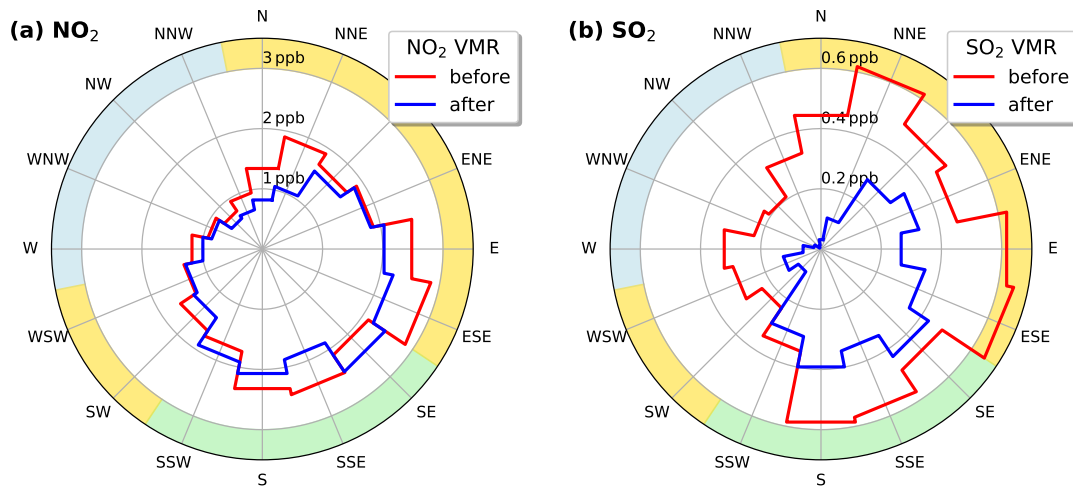 (a) NO₂
N
NNE
ENE
E
ESE
SE
SSE
S
SSW
SW
WSW
W
WNW
NW
NNW
3 ppb
2 ppb
1 ppb
NO₂ VMR
before
after
(b) SO₂
N
NNE
ENE
E
ESE
SE
SSE
S
SSW
SW
WSW
W
WNW
NW
NNW
0.6 ppb
0.4 ppb
0.2 ppb
SO₂ VMR
before
after